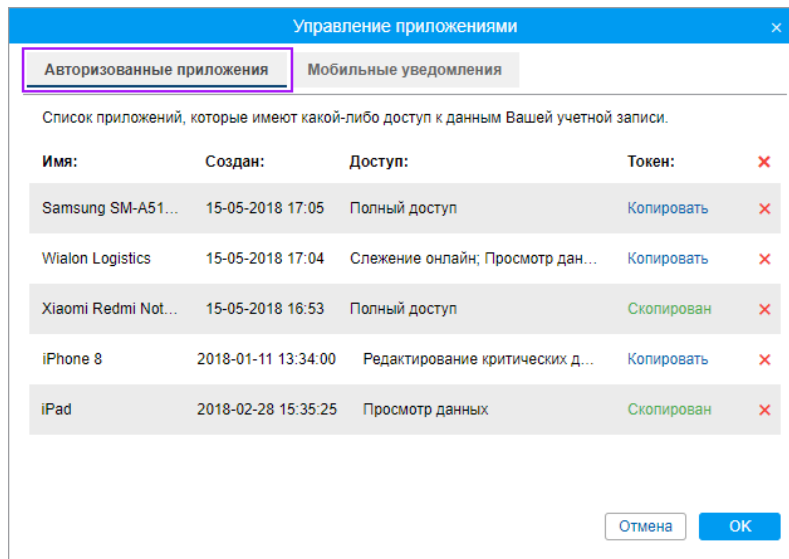 Управление приложениями ×
Авторизованные приложения Мобильные уведомления
Список приложений, которые имеют какой-либо доступ к данным Вашей учетной записи.
Имя: Создан: Доступ: Токен:
Samsung SM-A51... 15-05-2018 17:05 Полный доступ Копировать
Wialon Logistics 15-05-2018 17:04 Слежение онлайн; Просмотр дан... Копировать
Xiaomi Redmi Not... 15-05-2018 16:53 Полный доступ Скопирован
iPhone 8 2018-01-11 13:34:00 Редактирование критических д... Копировать
iPad 2018-02-28 15:35:25 Просмотр данных Скопирован
Отмена OK